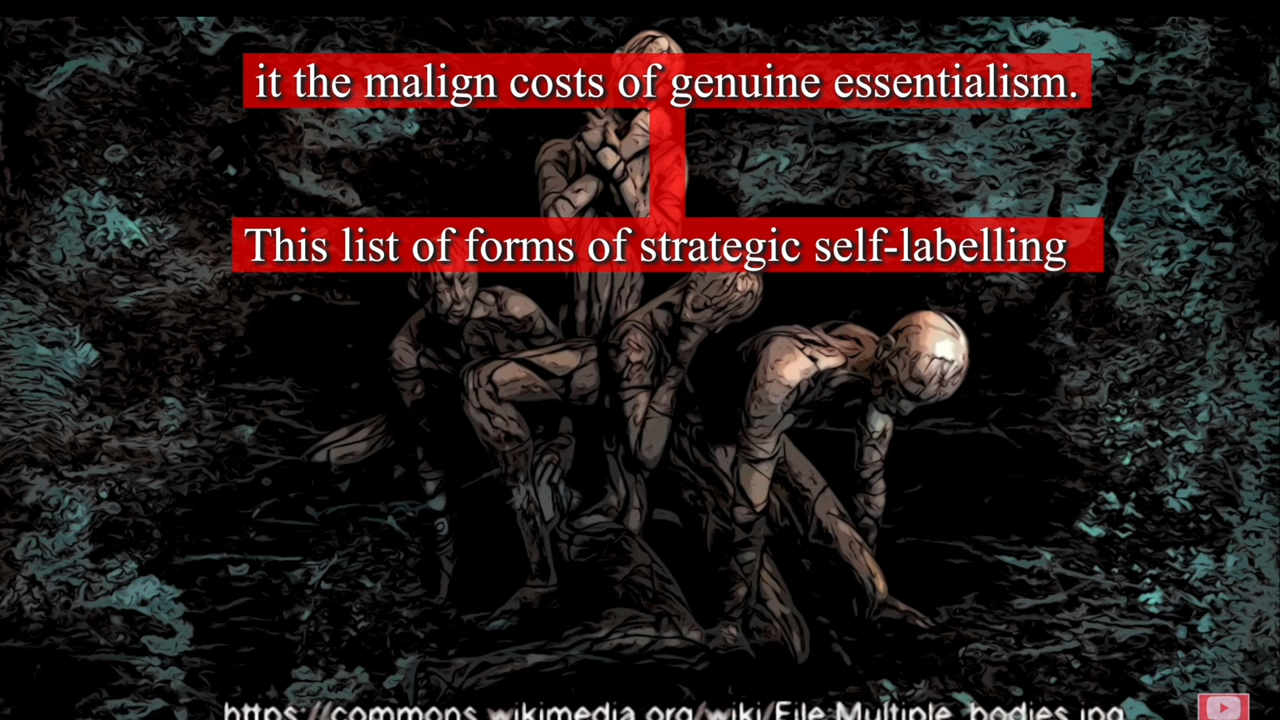 it the malign costs of genuine essentialism.
This list of forms of strategic self-labelling
https://commons.wikimedia.org/wiki/File:Multiple_bodies.jpg